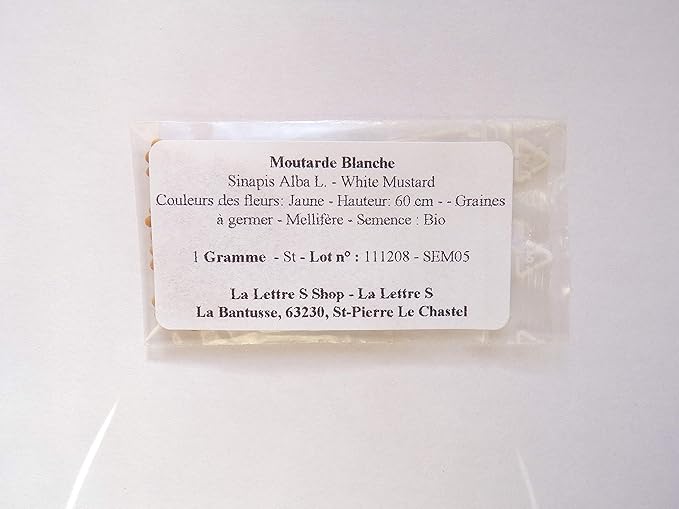 Moutarde Blanche
Sinapis Alba L. - White Mustard
Couleurs des fleurs: Jaune - Hauteur: 60 cm - - Graines
à germer - Mellifère - Semence : Bio
1 Gramme - St - Lot n° : 111208 - SEM05
La Lettre S Shop - La Lettre S
La Bantusse, 63230, St-Pierre Le Chastel